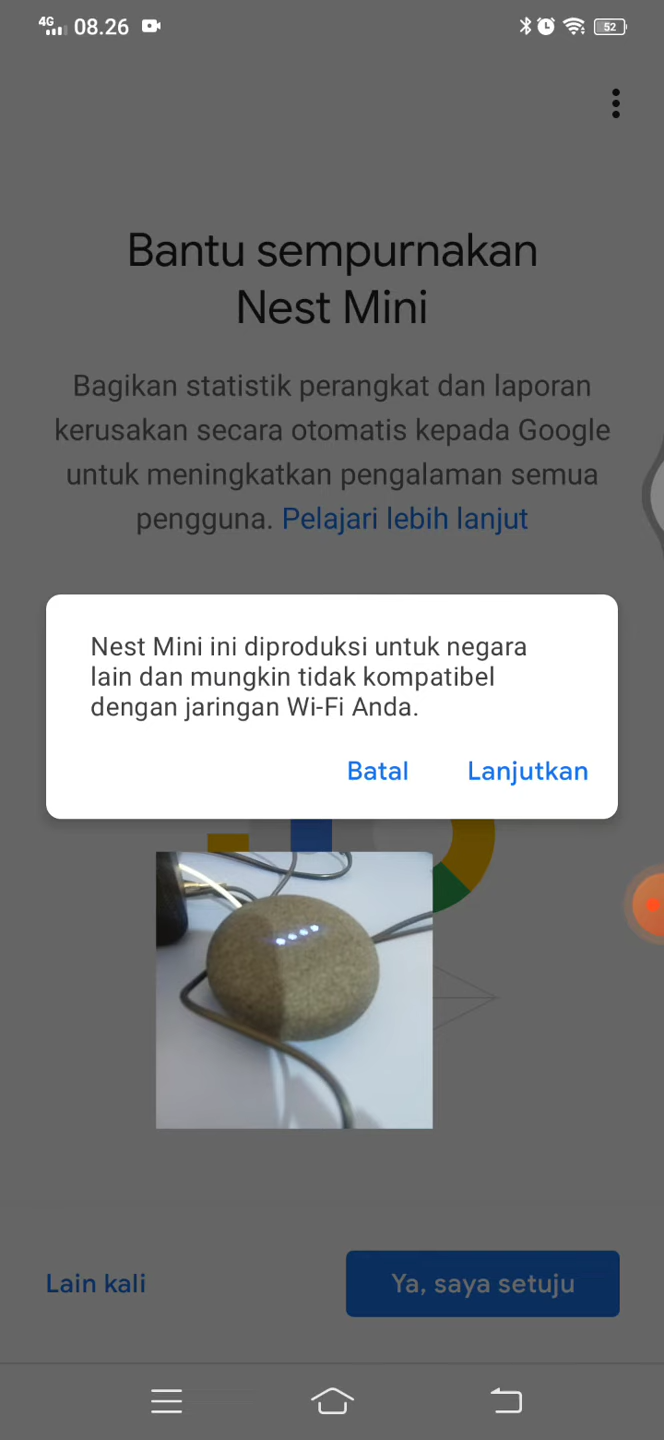 4G 08.26 52
Bantu sempurnakan
Nest Mini
Bagikan statistik perangkat dan laporan
kerusakan secara otomatis kepada Google
untuk meningkatkan pengalaman semua
pengguna. Pelajari lebih lanjut
Nest Mini ini diproduksi untuk negara
lain dan mungkin tidak kompatibel
dengan jaringan Wi-Fi Anda.
Batal Lanjutkan
Lain kali Ya, saya setuju